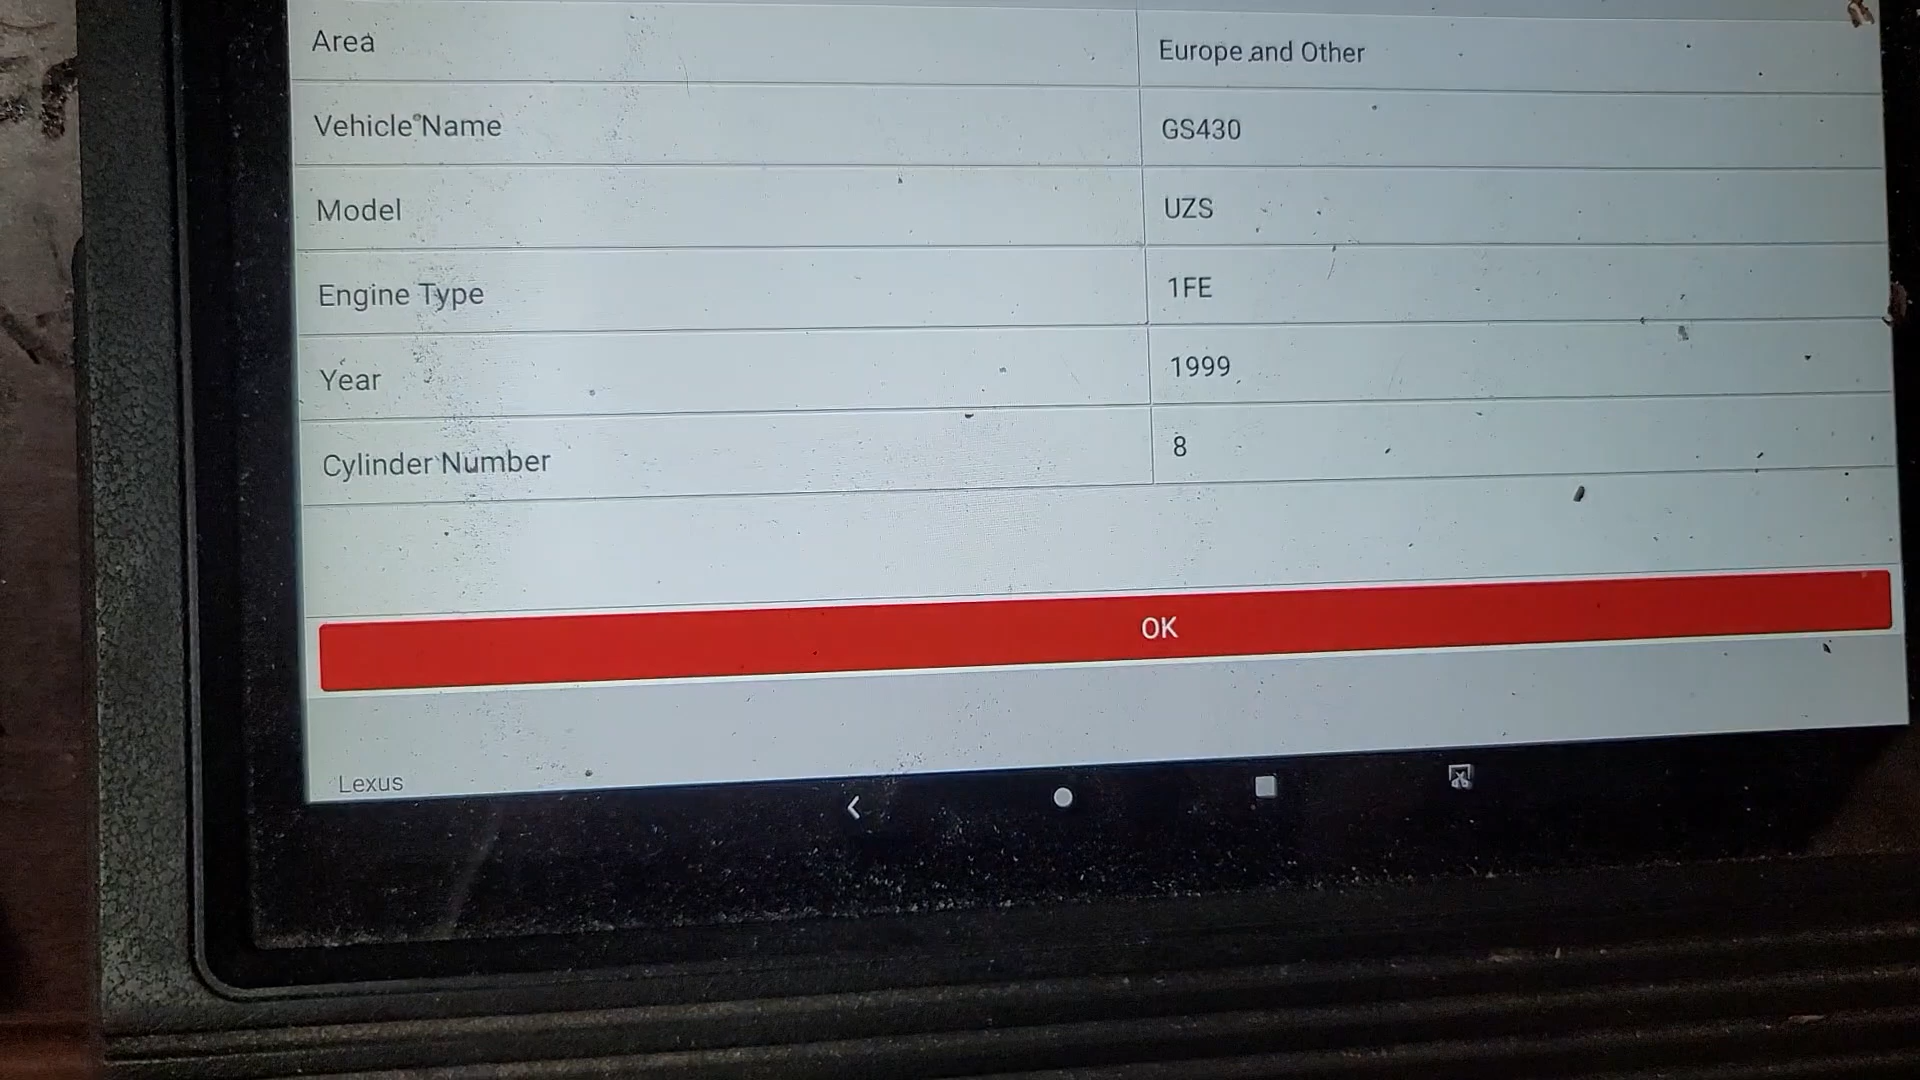 Area
Europe and Other
Vehicle Name
GS430
Model
UZS
Engine Type
1FE
Year
1999
Cylinder Number
8
OK
Lexus